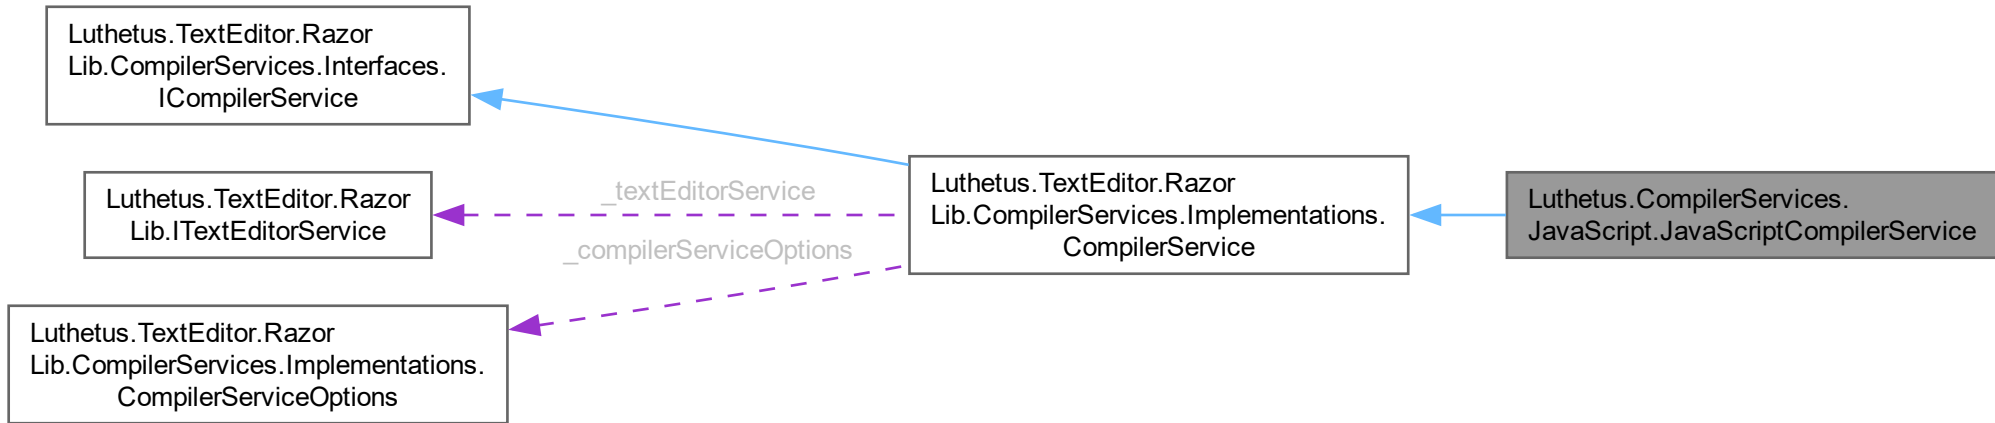 Luthetus.TextEditor.Razor
Lib.CompilerServices.Interfaces.
ICompilerService
Luthetus.TextEditor.Razor
Lib.ITextEditorService
Luthetus.TextEditor.Razor
Lib.CompilerServices.Implementations.
CompilerServiceOptions
_textEditorService
_compilerServiceOptions
Luthetus.TextEditor.Razor
Lib.CompilerServices.Implementations.
CompilerService
Luthetus.CompilerServices.
JavaScript.JavaScriptCompilerService